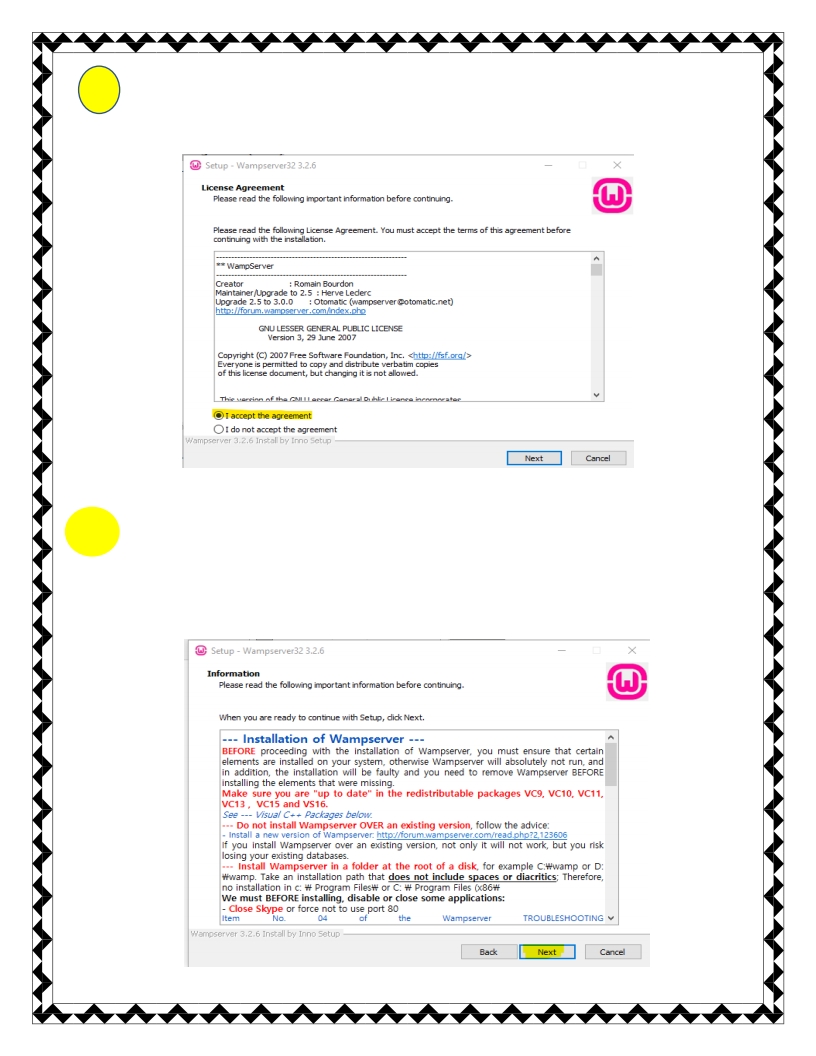 Setup - Wampserver32 3.2.6
License Agreement
Please read the following important information before continuing.
Please read the following License Agreement. You must accept the terms of this agreement before
continuing with the installation.
------------------------------------------------------------
** WampServer
------------------------------------------------------------
Creator : Romain Bourdon
Maintainer/Upgrade to 2.5 : Herve Leclerc
Upgrade 2.5 to 3.0.0 : Otomatic (wampserver@otomatic.net)
http://forum.wampserver.com/index.php
GNU LESSER GENERAL PUBLIC LICENSE
Version 3, 29 June 2007
Copyright (C) 2007 Free Software Foundation, Inc. <http://fsf.org/>
Everyone is permitted to copy and distribute verbatim copies
of this license document, but changing it is not allowed.
This version of the GNU Lesser General Public License incorporates
I accept the agreement
I do not accept the agreement
Wampserver 3.2.6 Install by Inno Setup
Next Cancel
Setup - Wampserver32 3.2.6
Information
Please read the following important information before continuing.
When you are ready to continue with Setup, click Next.
--- Installation of Wampserver ---
BEFORE proceeding with the installation of Wampserver, you must ensure that certain
elements are installed on your system, otherwise Wampserver will absolutely not run, and
in addition, the installation will be faulty and you need to remove Wampserver BEFORE
installing the elements that were missing.
Make sure you are "up to date" in the redistributable packages VC9, VC10, VC11,
VC13 , VC15 and VS16.
See --- Visual C++ Packages below.
--- Do not install Wampserver OVER an existing version, follow the advice:
- Install a new version of Wampserver: http://forum.wampserver.com/read.php?2,123606
If you install Wampserver over an existing version, not only it will not work, but you risk
losing your existing databases.
--- Install Wampserver in a folder at the root of a disk, for example C:₩wamp or D:
₩wamp. Take an installation path that does not include spaces or diacritics; Therefore,
no installation in c: ₩ Program Files₩ or C: ₩ Program Files (x86₩
We must BEFORE installing, disable or close some applications:
- Close Skype or force not to use port 80
Item No. 04 of the Wampserver TROUBLESHOOTING
Wampserver 3.2.6 Install by Inno Setup
Back Next Cancel